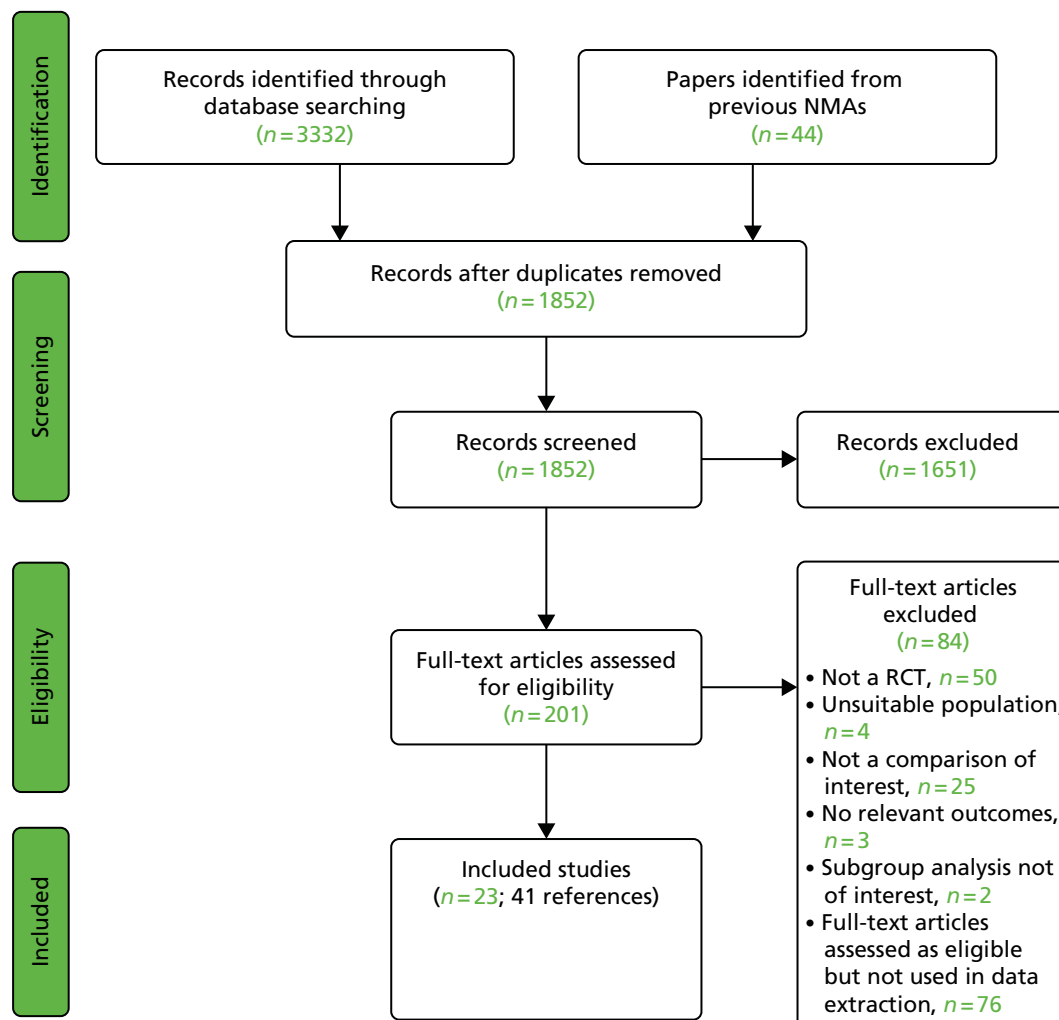 Identification
Records identified through
database searching
(n=3332)
Papers identified from
previous NMAs
(n=44)
Screening
Records after duplicates removed
(n=1852)
Records screened
(n=1852)
Records excluded
(n=1651)
Eligibility
Full-text articles assessed
for eligibility
(n=201)
Full-text articles
excluded
(n=84)
• Not a RCT, n=50
• Unsuitable population,
n=4
• Not a comparison of
interest, n=25
• No relevant outcomes,
n=3
• Subgroup analysis not
of interest, n=2
• Full-text articles
assessed as eligible
but not used in data
extraction, n=76
Included
Included studies
(n=23; 41 references)